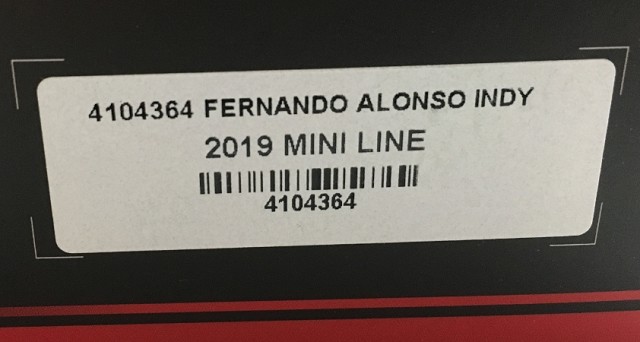 4104364 FERNANDO ALONSO INDY
2019 MINI LINE
4104364